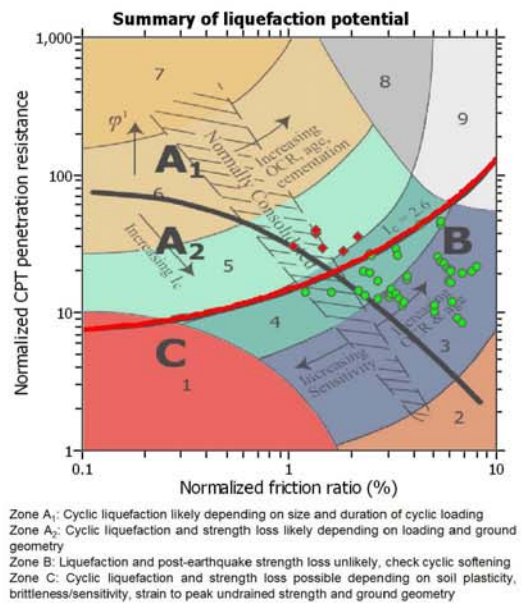 Summary of liquefaction potential
1,000
7
8
9
φ'
Increasing
OCR, age,
cementation
Normally Consolidated
100
A1
6
A2
Increasing Ic
5
Ic = 2.6
B
Normalized CPT penetration resistance
10
4
C
1
Increasing
OCR & age
Increasing
Sensitivity
3
2
1
0.1
1
10
Normalized friction ratio (%)
Zone A1: Cyclic liquefaction likely depending on size and duration of cyclic loading
Zone A2: Cyclic liquefaction and strength loss likely depending on loading and ground
geometry
Zone B: Liquefaction and post-earthquake strength loss unlikely, check cyclic softening
Zone C: Cyclic liquefaction and strength loss possible depending on soil plasticity,
brittleness/sensitivity, strain to peak undrained strength and ground geometry